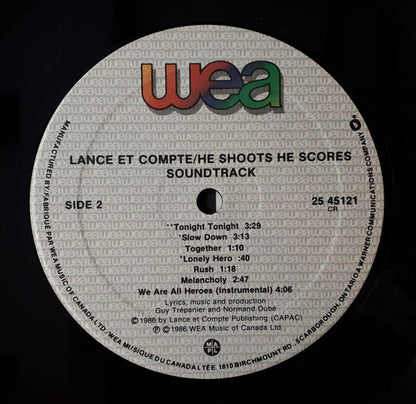 wea
LANCE ET COMPTE/HE SHOOTS HE SCORES
SOUNDTRACK
SIDE 2
25 45121
CR
**Tonight Tonight 3:29
*Slow Down 3:13
Together 1:10
*Lonely Hero :40
Rush 1:18
Melancholy 2:47
We Are All Heroes (Instrumental) 4:06
Lyrics, music and production
Guy Trépanier and Normand Dubé
© 1986 by Lance et Compte Publishing (CAPAC)
℗ © 1986 WEA Music of Canada Ltd
MANUFACTURED BY/FABRIQUÉ PAR WEA MUSIC OF CANADA LTD/WEA MUSIQUE DU CANADA LTÉE. 1810 BIRCHMOUNT RD., SCARBOROUGH, ONTARIO A WARNER COMMUNICATIONS COMPANY